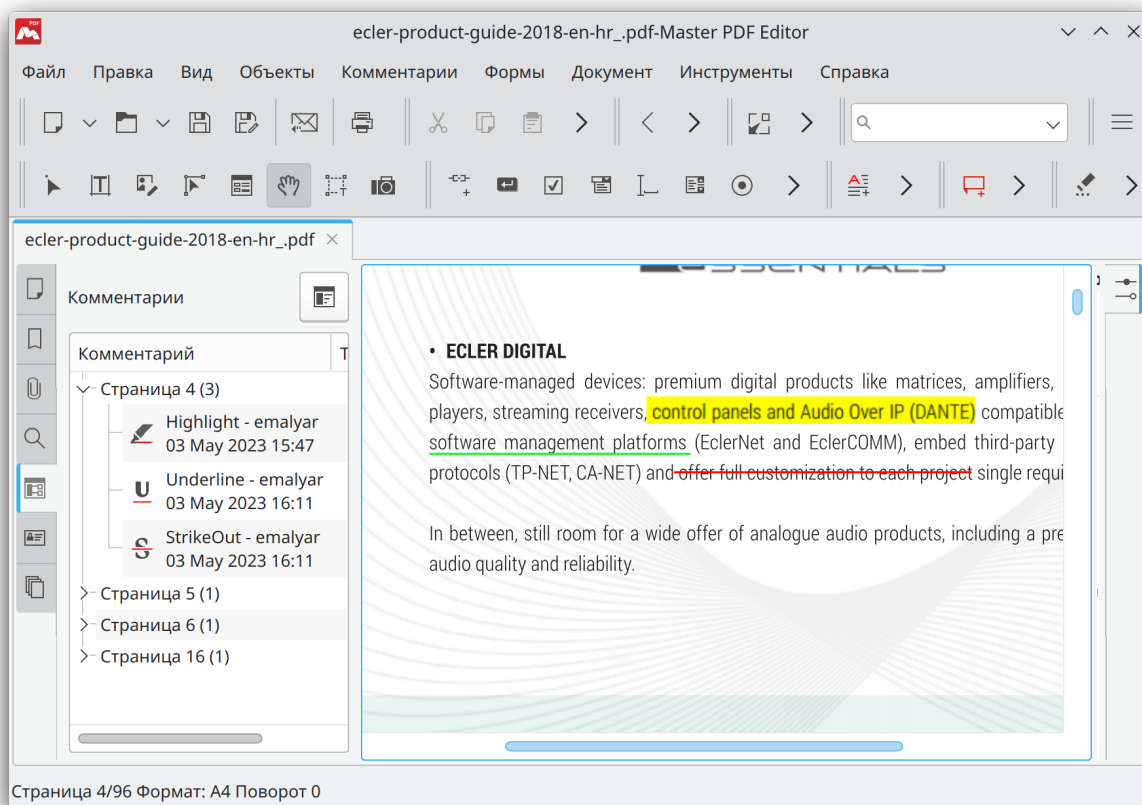 PDF
ecler-product-guide-2018-en-hr_.pdf-Master PDF Editor
Файл Правка Вид Объекты Комментарии Формы Документ Инструменты Справка
ecler-product-guide-2018-en-hr_.pdf
Комментарии
Комментарий Т
Страница 4 (3)
Highlight - emalyar
03 May 2023 15:47
Underline - emalyar
03 May 2023 16:11
StrikeOut - emalyar
03 May 2023 16:11
Страница 5 (1)
Страница 6 (1)
Страница 16 (1)
• ECLER DIGITAL
Software-managed devices: premium digital products like matrices, amplifiers,
players, streaming receivers, control panels and Audio Over IP (DANTE) compatible
software management platforms (EclerNet and EclerCOMM), embed third-party
protocols (TP-NET, CA-NET) and offer full customization to each project single requi
In between, still room for a wide offer of analogue audio products, including a pre
audio quality and reliability.
Страница 4/96 Формат: A4 Поворот 0